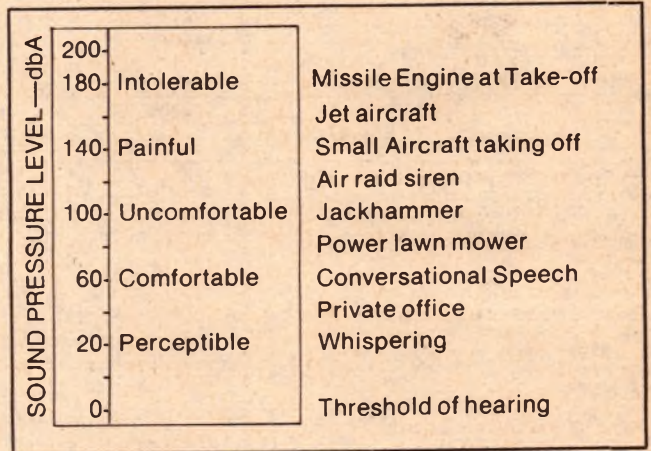 SOUND PRESSURE LEVEL—dbA
200-
180- Intolerable Missile Engine at Take-off
Jet aircraft
140- Painful Small Aircraft taking off
Air raid siren
100- Uncomfortable Jackhammer
Power lawn mower
60- Comfortable Conversational Speech
Private office
20- Perceptible Whispering
0- Threshold of hearing